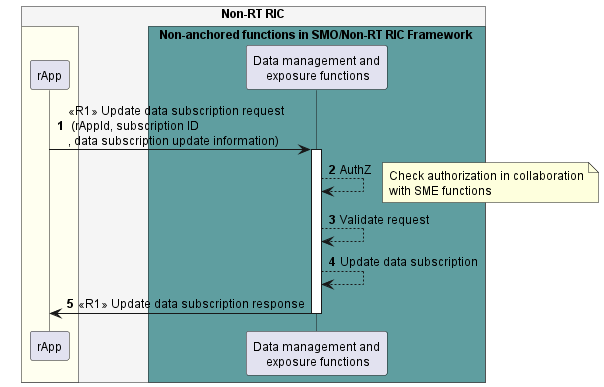 Non-RT RIC
Non-anchored functions in SMO/Non-RT RIC Framework
rApp
Data management and
exposure functions
«R1» Update data subscription request
1 (rAppId, subscription ID
, data subscription update information)
2 AuthZ
Check authorization in collaboration
with SME functions
3 Validate request
4 Update data subscription
5 «R1» Update data subscription response
rApp
Data management and
exposure functions